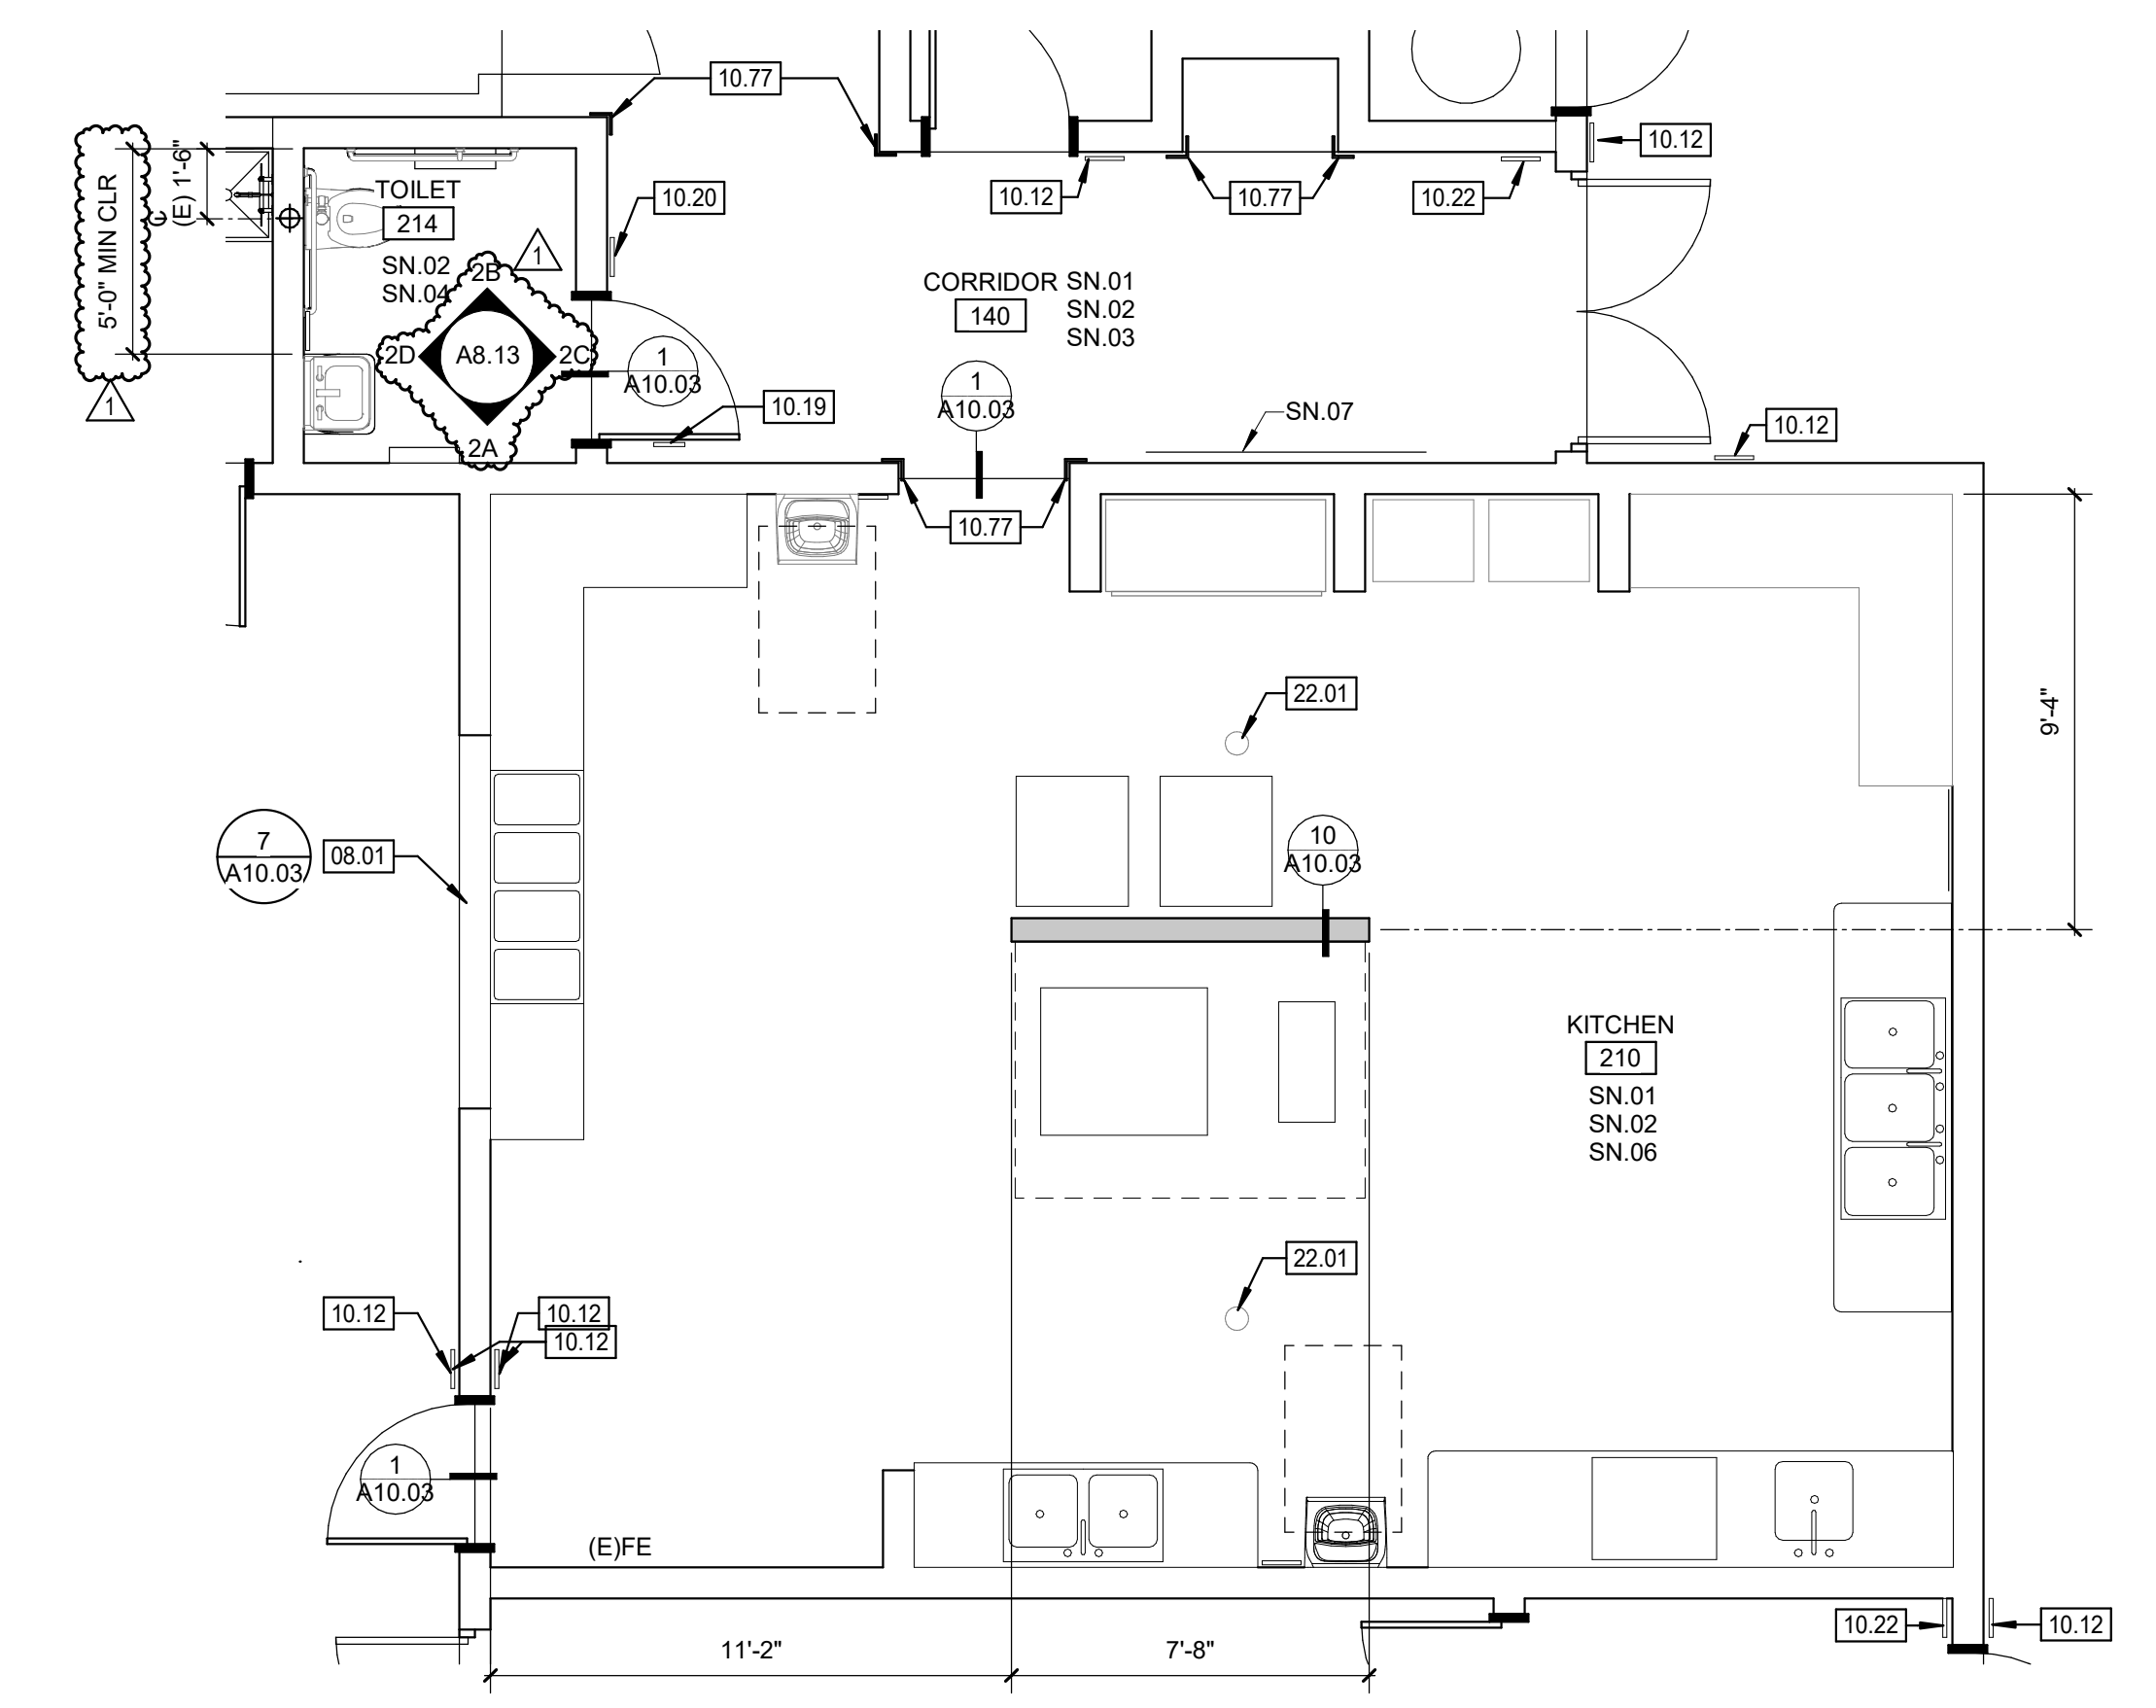 10.77
10.12
5'-0" MIN CLR
(E) 1'-6"
TOILET
214
SN.02
SN.04
10.20
10.12
10.77
10.22
1
2B
2D
A8.13
2C
2A
1
A10.03
CORRIDOR
140
SN.01
SN.02
SN.03
1
A10.03
1
10.19
SN.07
10.12
10.77
22.01
9'-4"
7
A10.03
08.01
10
A10.03
KITCHEN
210
SN.01
SN.02
SN.06
22.01
10.12
10.12
10.12
1
A10.03
(E)FE
10.22
10.12
11'-2"
7'-8"